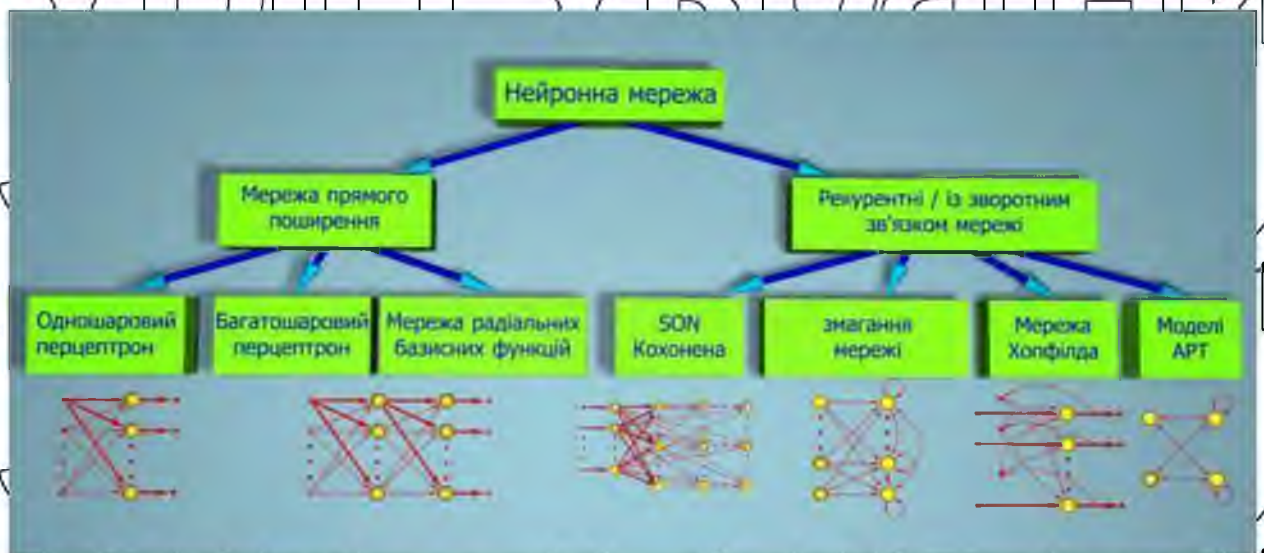 Нейронна мережа
Мережа прямого
поширення
Рекурентні / із зворотним
зв'язком мережі
Одношаровий
перцептрон
Багатошаровий
перцептрон
Мережа радіальних
базисних функцій
SON
Кохонена
змагання
мережі
Мережа
Хопфілда
Моделі
АРТ